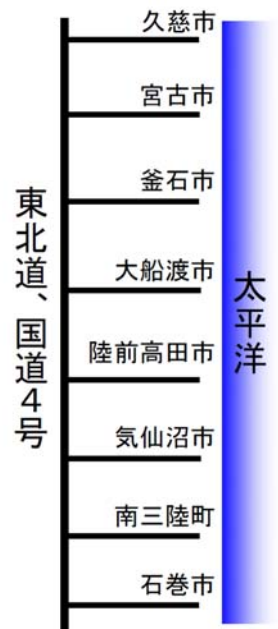 久慈市
宮古市
釜石市
大船渡市
陸前高田市
気仙沼市
南三陸町
石巻市
東北道、国道４号
太平洋